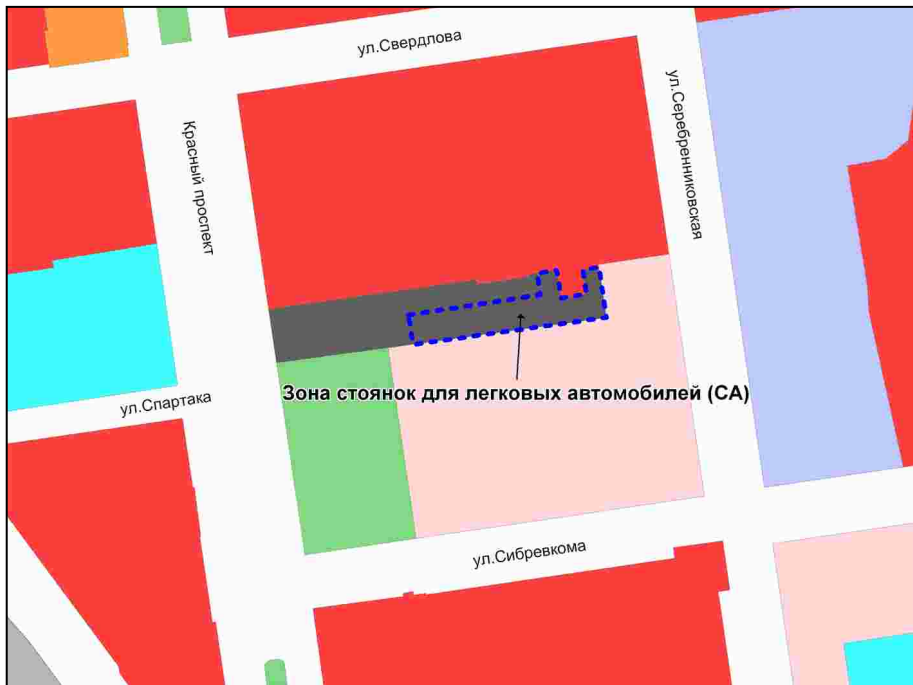 ул.Свердлова
ул.Серебренниковская
Красный проспект
Зона стоянок для легковых автомобилей (СА)
ул.Спартака
ул.Сибревкома